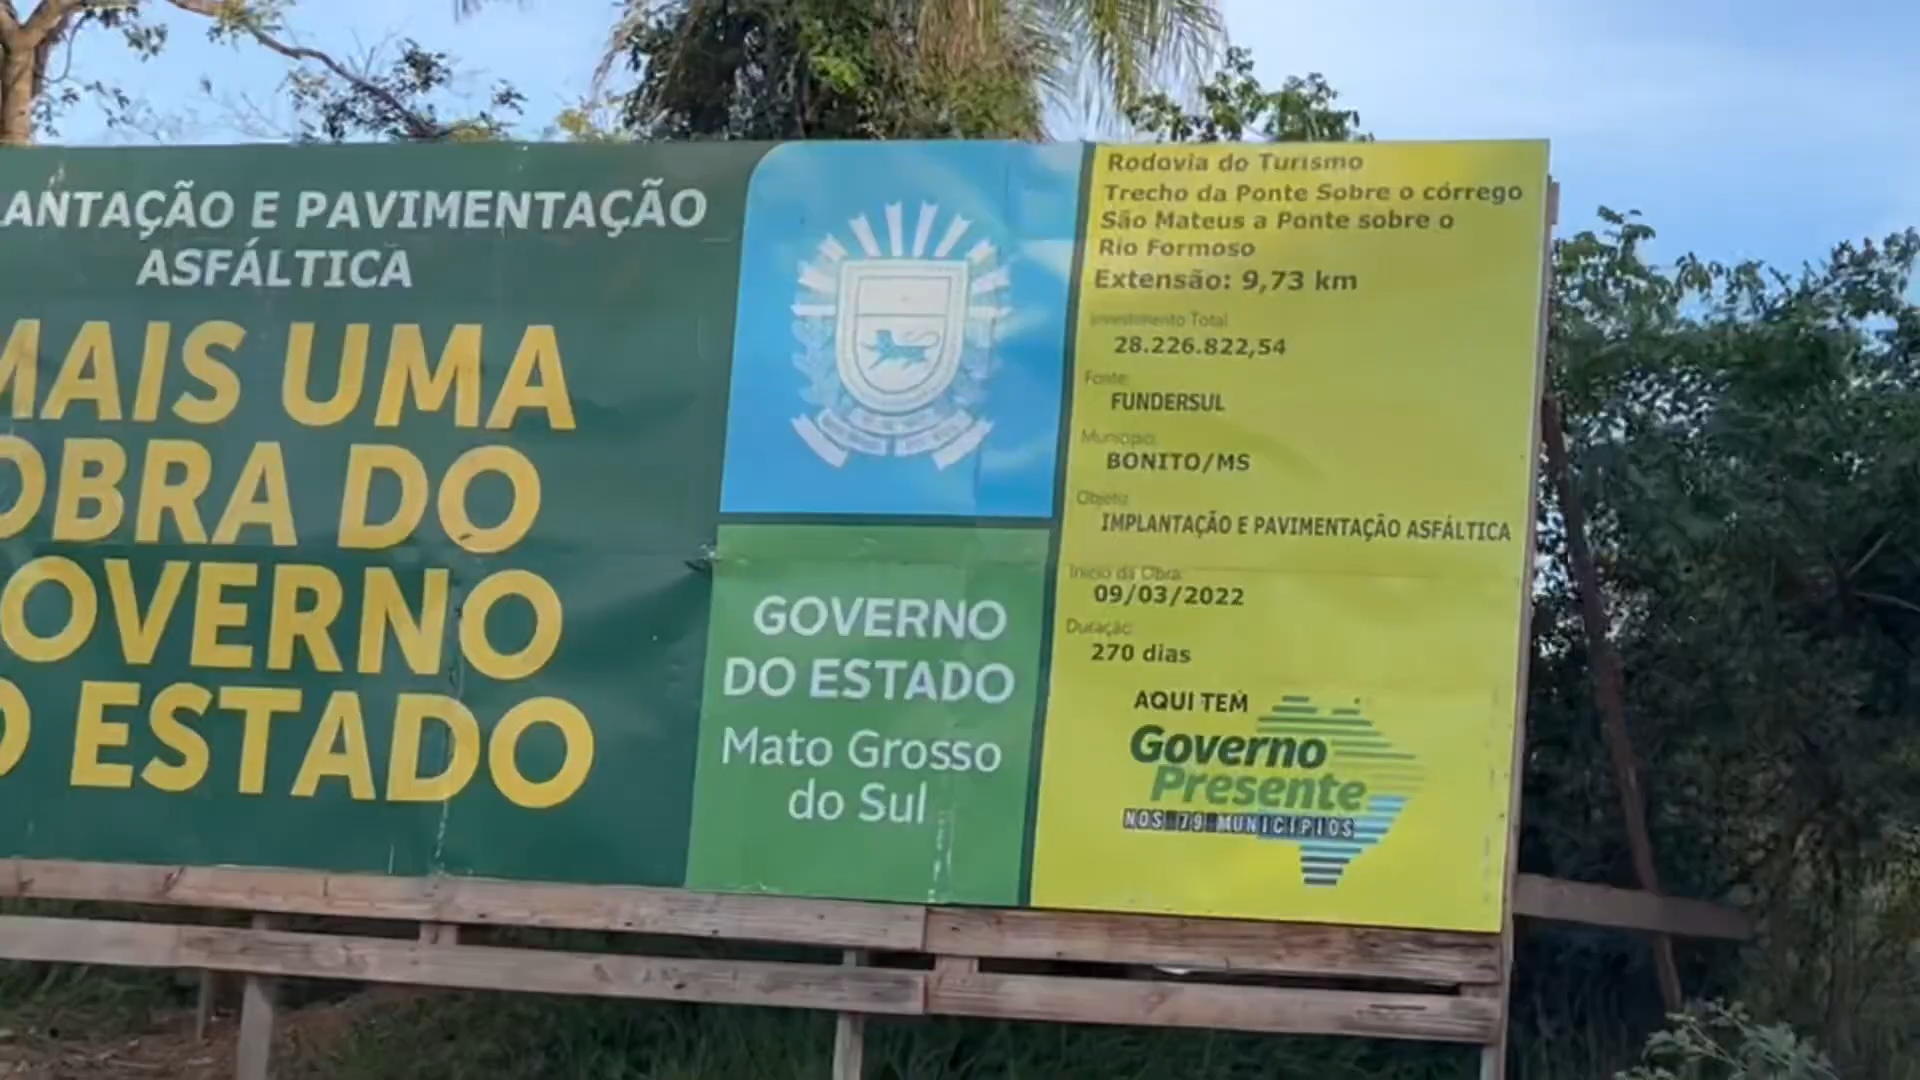 LANTAÇÃO E PAVIMENTAÇÃO
ASFÁLTICA
MAIS UMA
OBRA DO
OVERNO
O ESTADO
GOVERNO
DO ESTADO
Mato Grosso
do Sul
Rodovia do Turismo
Trecho da Ponte Sobre o córrego
São Mateus a Ponte sobre o
Rio Formoso
Extensão: 9,73 km
Investimento Total:
28.226.822,54
Fonte:
FUNDERSUL
Município:
BONITO/MS
Objeto:
IMPLANTAÇÃO E PAVIMENTAÇÃO ASFÁLTICA
Início da Obra:
09/03/2022
Duração:
270 dias
AQUI TEM
Governo
Presente
NOS 79 MUNICÍPIOS